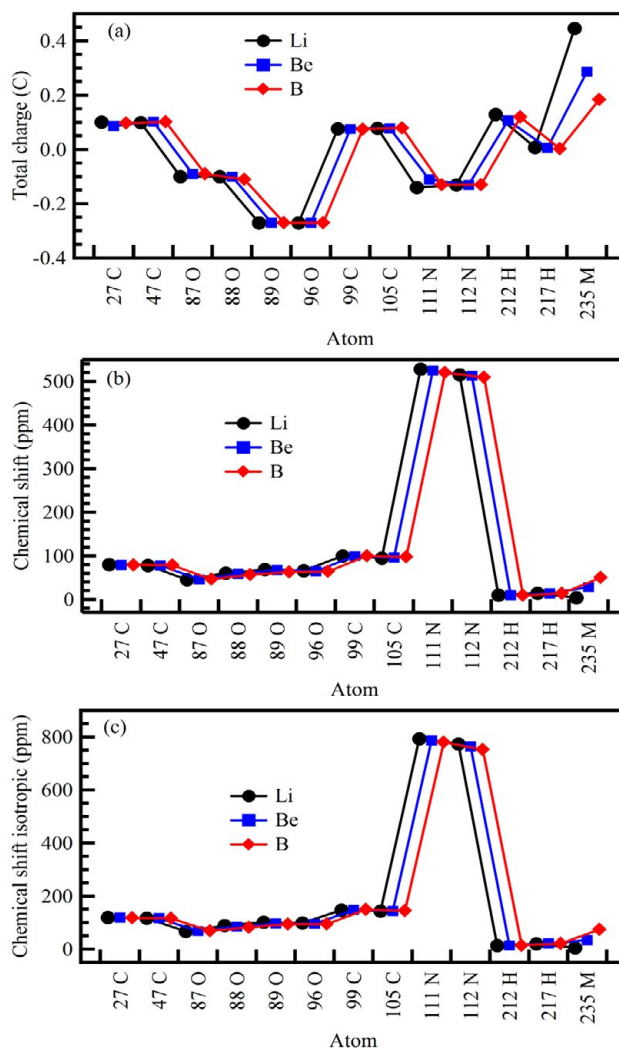 (a)
Li
Be
B
Total charge (C)
0.4
0.2
0.0
-0.2
-0.4
27 C
47 C
87 O
88 O
89 O
96 O
99 C
105 C
111 N
112 N
212 H
217 H
235 M
Atom
(b)
Li
Be
B
Chemical shift (ppm)
500
400
300
200
100
0
27 C
47 C
87 O
88 O
89 O
96 O
99 C
105 C
111 N
112 N
212 H
217 H
235 M
Atom
(c)
Li
Be
B
Chemical shift isotropic (ppm)
800
600
400
200
0
27 C
47 C
87 O
88 O
89 O
96 O
99 C
105 C
111 N
112 N
212 H
217 H
235 M
Atom